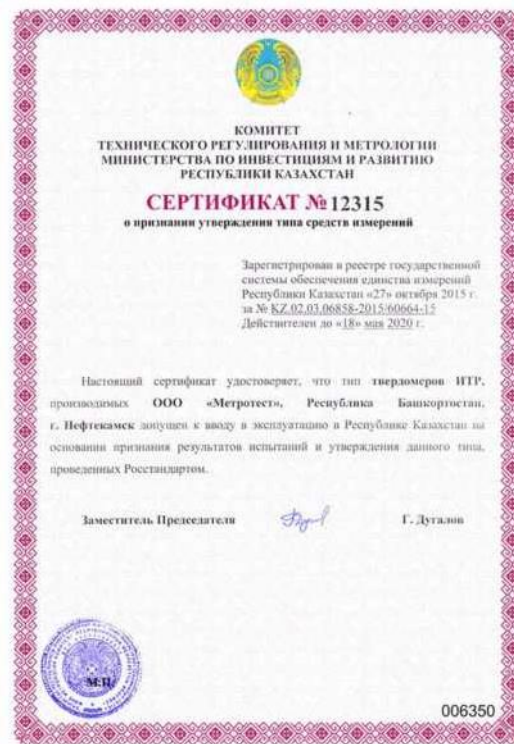 КОМИТЕТ
ТЕХНИЧЕСКОГО РЕГУЛИРОВАНИЯ И МЕТРОЛОГИИ
МИНИСТЕРСТВА ПО ИНВЕСТИЦИЯМ И РАЗВИТИЮ
РЕСПУБЛИКИ КАЗАХСТАН
СЕРТИФИКАТ № 12315
о признании утверждения типа средств измерений
Зарегистрирован в реестре государственной
системы обеспечения единства измерений
Республики Казахстан «27» октября 2015 г.
за № KZ.02.03.06858-2015/60664-15
Действителен до «18» мая 2020 г.
Настоящий сертификат удостоверяет, что тип твердомеров ИТР,
производимых ООО «Метротест», Республика Башкортостан,
г. Нефтекамск допущен к вводу в эксплуатацию в Республике Казахстан на
основании признания результатов испытаний и утверждения данного типа,
проведенных Росстандартом.
Заместитель Председателя Г. Дугалов
М.П.
006350